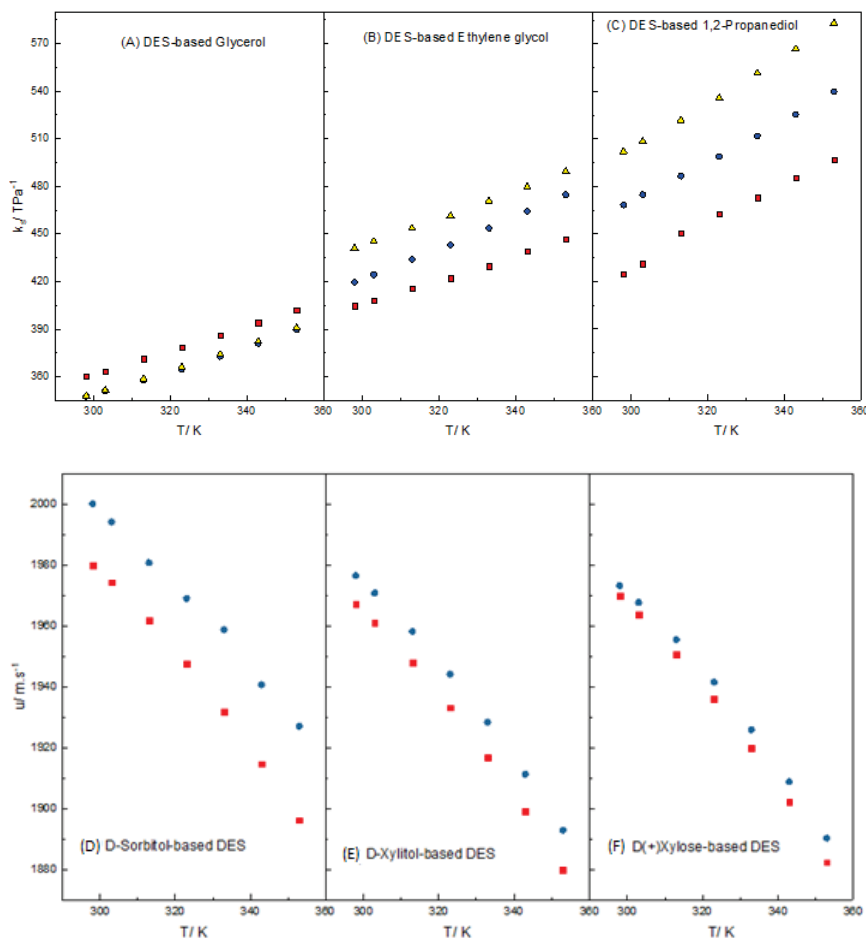 (A) DES-based Glycerol
(B) DES-based Ethylene glycol
(C) DES-based 1,2-Propanediol
570
540
510
480
450
420
390
360
kₛ/ TPa⁻¹
300 320 340 360
300 320 340 360
300 320 340 360
T/ K
T/ K
T/ K
2000
1980
1960
1940
1920
1900
1880
u/ m.s⁻¹
(D) D-Sorbitol-based DES
(E) D-Xylitol-based DES
(F) D(+)Xylose-based DES
300 320 340 360
300 320 340 360
300 320 340 360
T/ K
T/ K
T/ K